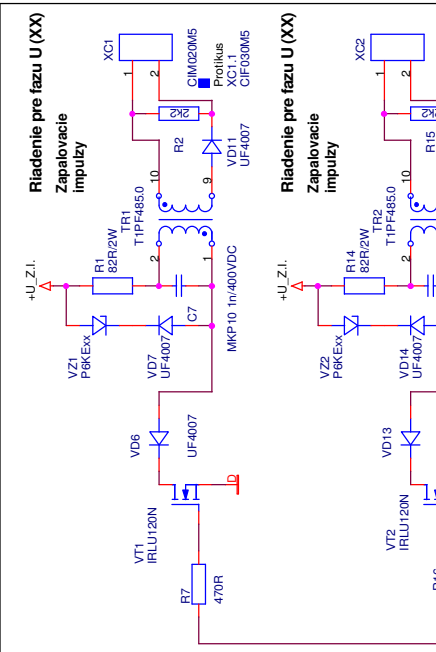 Riadenie pre fazu U (XX)
Zapalovacie
impulzy
XC1
1
2
CIM020M5
Protikus
XC1.1
CIF030M5
2K2
R2
VD11
UF4007
10
9
TR1
T1PF485.0
2
1
+U_Z.I.
R1
82R/2W
C7
MKP10 1n/400VDC
VZ1
P6KExx
VD7
UF4007
VD6
UF4007
D
VT1
IRLU120N
R7
470R
Riadenie pre fazu U (XX)
Zapalovacie
impulzy
XC2
1
2
2K2
R15
10
TR2
T1PF485.0
2
+U_Z.I.
R14
82R/2W
VZ2
P6KExx
VD14
UF4007
VD13
VT2
IRLU120N